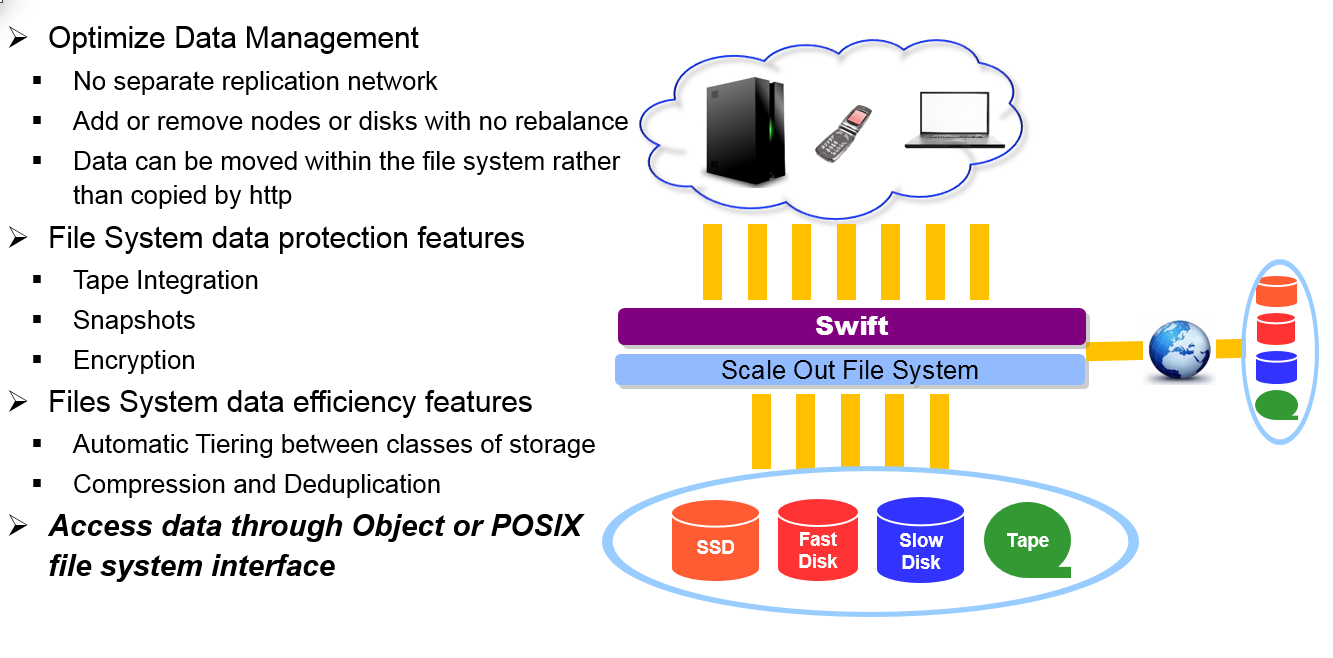 Optimize Data Management
No separate replication network
Add or remove nodes or disks with no rebalance
Data can be moved within the file system rather
than copied by http
File System data protection features
Tape Integration
Snapshots
Encryption
Files System data efficiency features
Automatic Tiering between classes of storage
Compression and Deduplication
Access data through Object or POSIX
file system interface
Swift
Scale Out File System
SSD
Fast
Disk
Slow
Disk
Tape